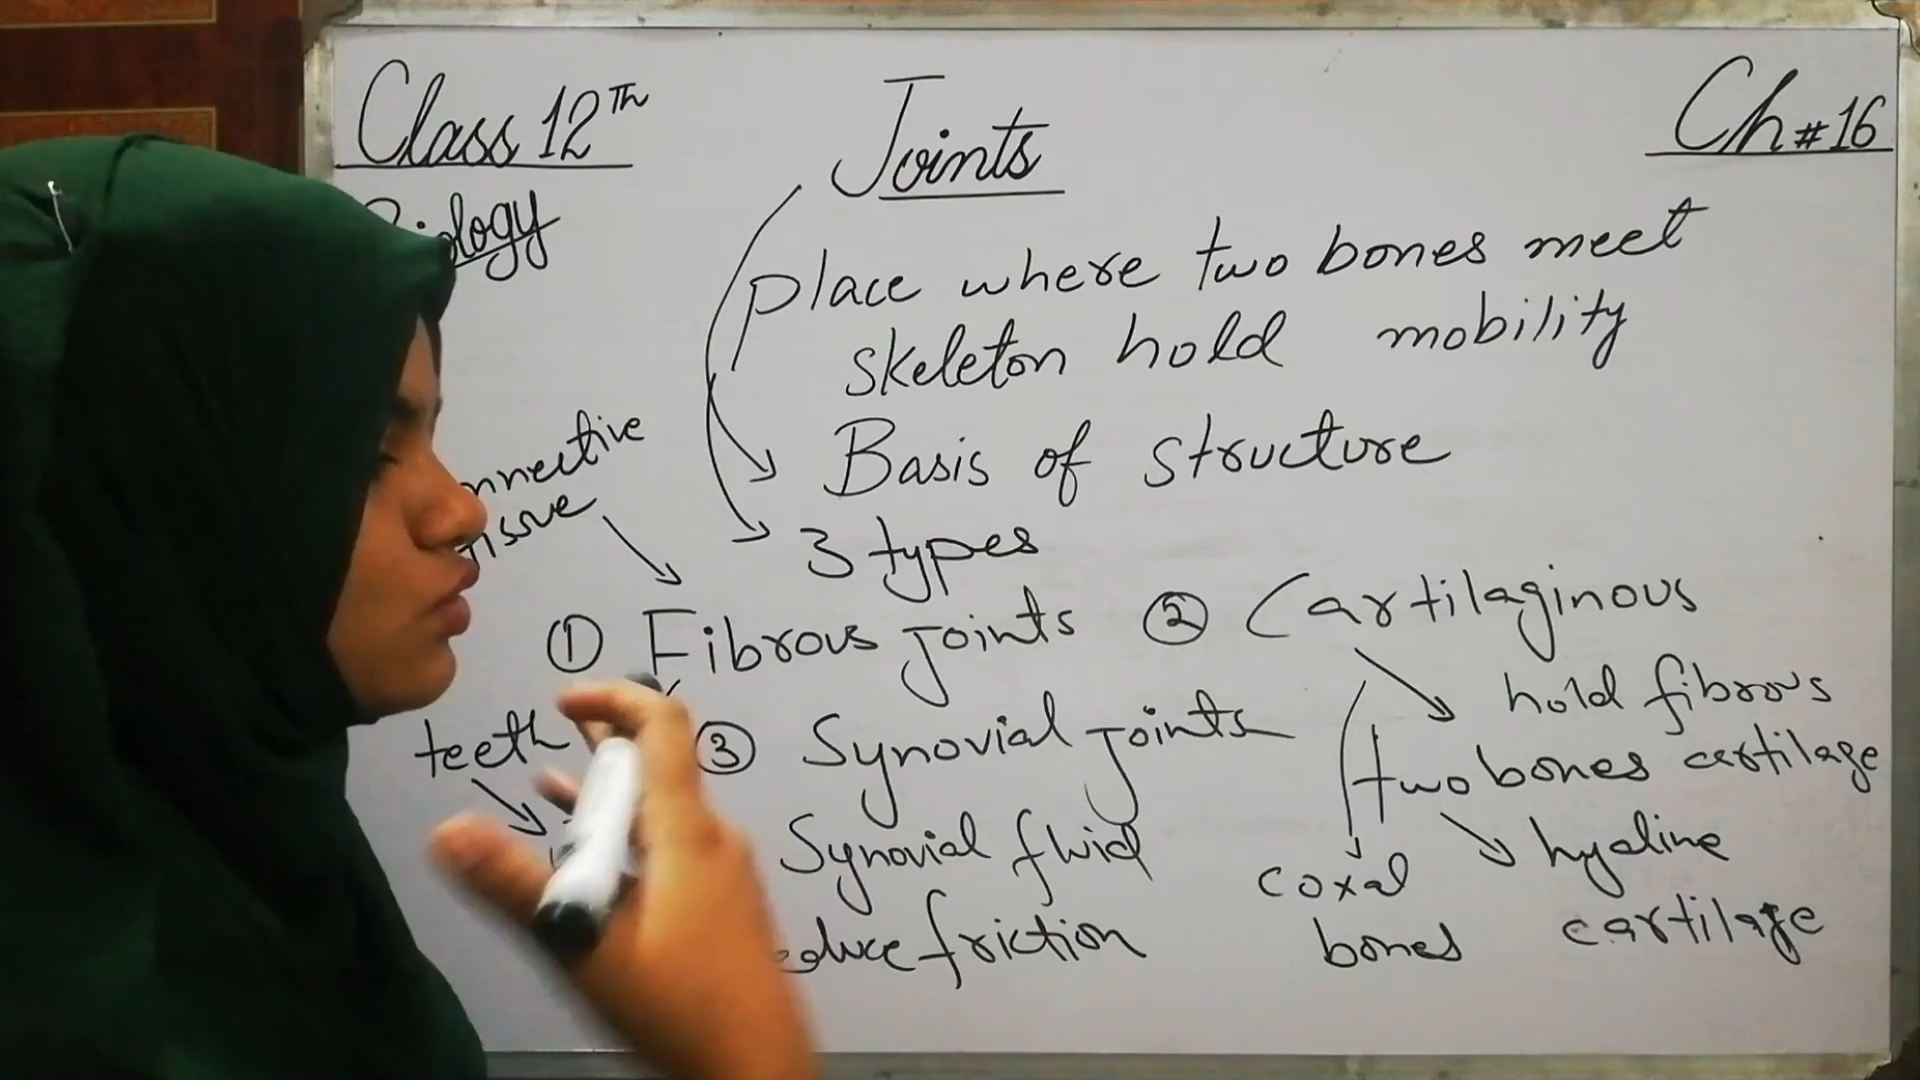 Class 12Th
Joints
Ch#16
place where two bones meet
skeleton hold mobility
Basis of structure
3 types
tissue
① Fibrous joints
② Cartilaginous
hold fibrous
two bones cartilage
hyaline
cartilage
coxal
bones
teeth
③ Synovial joints
Synovial fluid
friction